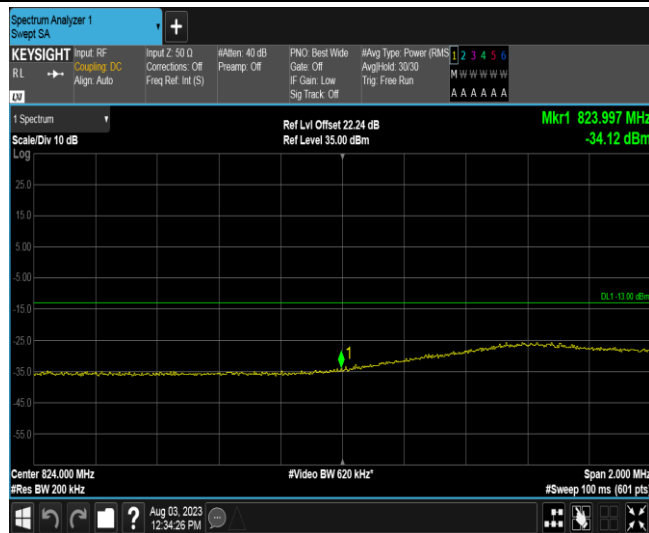 Spectrum Analyzer 1
Swept SA
+
KEYSIGHT
RL
Input: RF
Coupling: DC
Align: Auto
Input Z: 50 Ω
Corrections: Off
Freq Ref: Int (S)
#Atten: 40 dB
Preamp: Off
PNO: Best Wide
Gate: Off
IF Gain: Low
Sig Track: Off
#Avg Type: Power (RMS
Avg|Hold: 30/30
Trig: Free Run
1 2 3 4 5 6
M W W W W W
A A A A A A
LXI
1 Spectrum
Scale/Div 10 dB
Log
Ref Lvl Offset 22.24 dB
Ref Level 35.00 dBm
Mkr1 823.997 MHz
-34.12 dBm
25.0
15.0
5.00
-5.00
-15.0
-25.0
-35.0
-45.0
-55.0
DL1 -13.00 dBm
1
Center 824.000 MHz
#Res BW 200 kHz
#Video BW 620 kHz*
Span 2.000 MHz
#Sweep 100 ms (601 pts)
?
Aug 03, 2023
12:34:26 PM